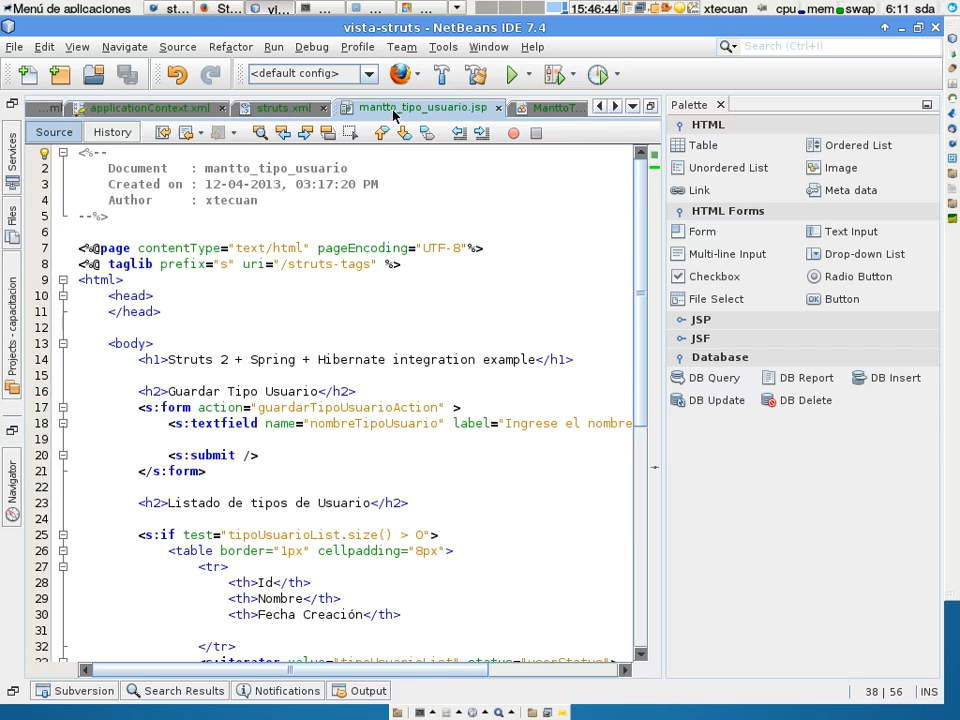 Menú de aplicaciones
st...
St...
vi...
...
...
...
15:46:44
xtecuan
cpu
mem
swap
6:11
sda
vista-struts - NetBeans IDE 7.4
File Edit View Navigate Source Refactor Run Debug Profile Team Tools Window Help
Search (Ctrl+I)
<default config>
...ml
applicationContext.xml
struts.xml
mantto_tipo_usuario.jsp
ManttoT...
Palette
Source
History
Services
Files
Projects - capacitacion
Navigator
1 <%--
2 Document : mantto_tipo_usuario
3 Created on : 12-04-2013, 03:17:20 PM
4 Author : xtecuan
5 --%>
6
7 <%@page contentType="text/html" pageEncoding="UTF-8"%>
8 <%@ taglib prefix="s" uri="/struts-tags" %>
9 <html>
10 <head>
11 </head>
12
13 <body>
14 <h1>Struts 2 + Spring + Hibernate integration example</h1>
15
16 <h2>Guardar Tipo Usuario</h2>
17 <s:form action="guardarTipoUsuarioAction" >
18 <s:textfield name="nombreTipoUsuario" label="Ingrese el nombre
19
20 <s:submit />
21 </s:form>
22
23 <h2>Listado de tipos de Usuario</h2>
24
25 <s:if test="tipoUsuarioList.size() > 0">
26 <table border="1px" cellpadding="8px">
27 <tr>
28 <th>Id</th>
29 <th>Nombre</th>
30 <th>Fecha Creación</th>
31
32 </tr>
HTML
Table
Ordered List
Unordered List
Image
Link
Meta data
HTML Forms
Form
Text Input
Multi-line Input
Drop-down List
Checkbox
Radio Button
File Select
Button
JSP
JSF
Database
DB Query
DB Report
DB Insert
DB Update
DB Delete
Subversion
Search Results
Notifications
Output
38 | 56
INS